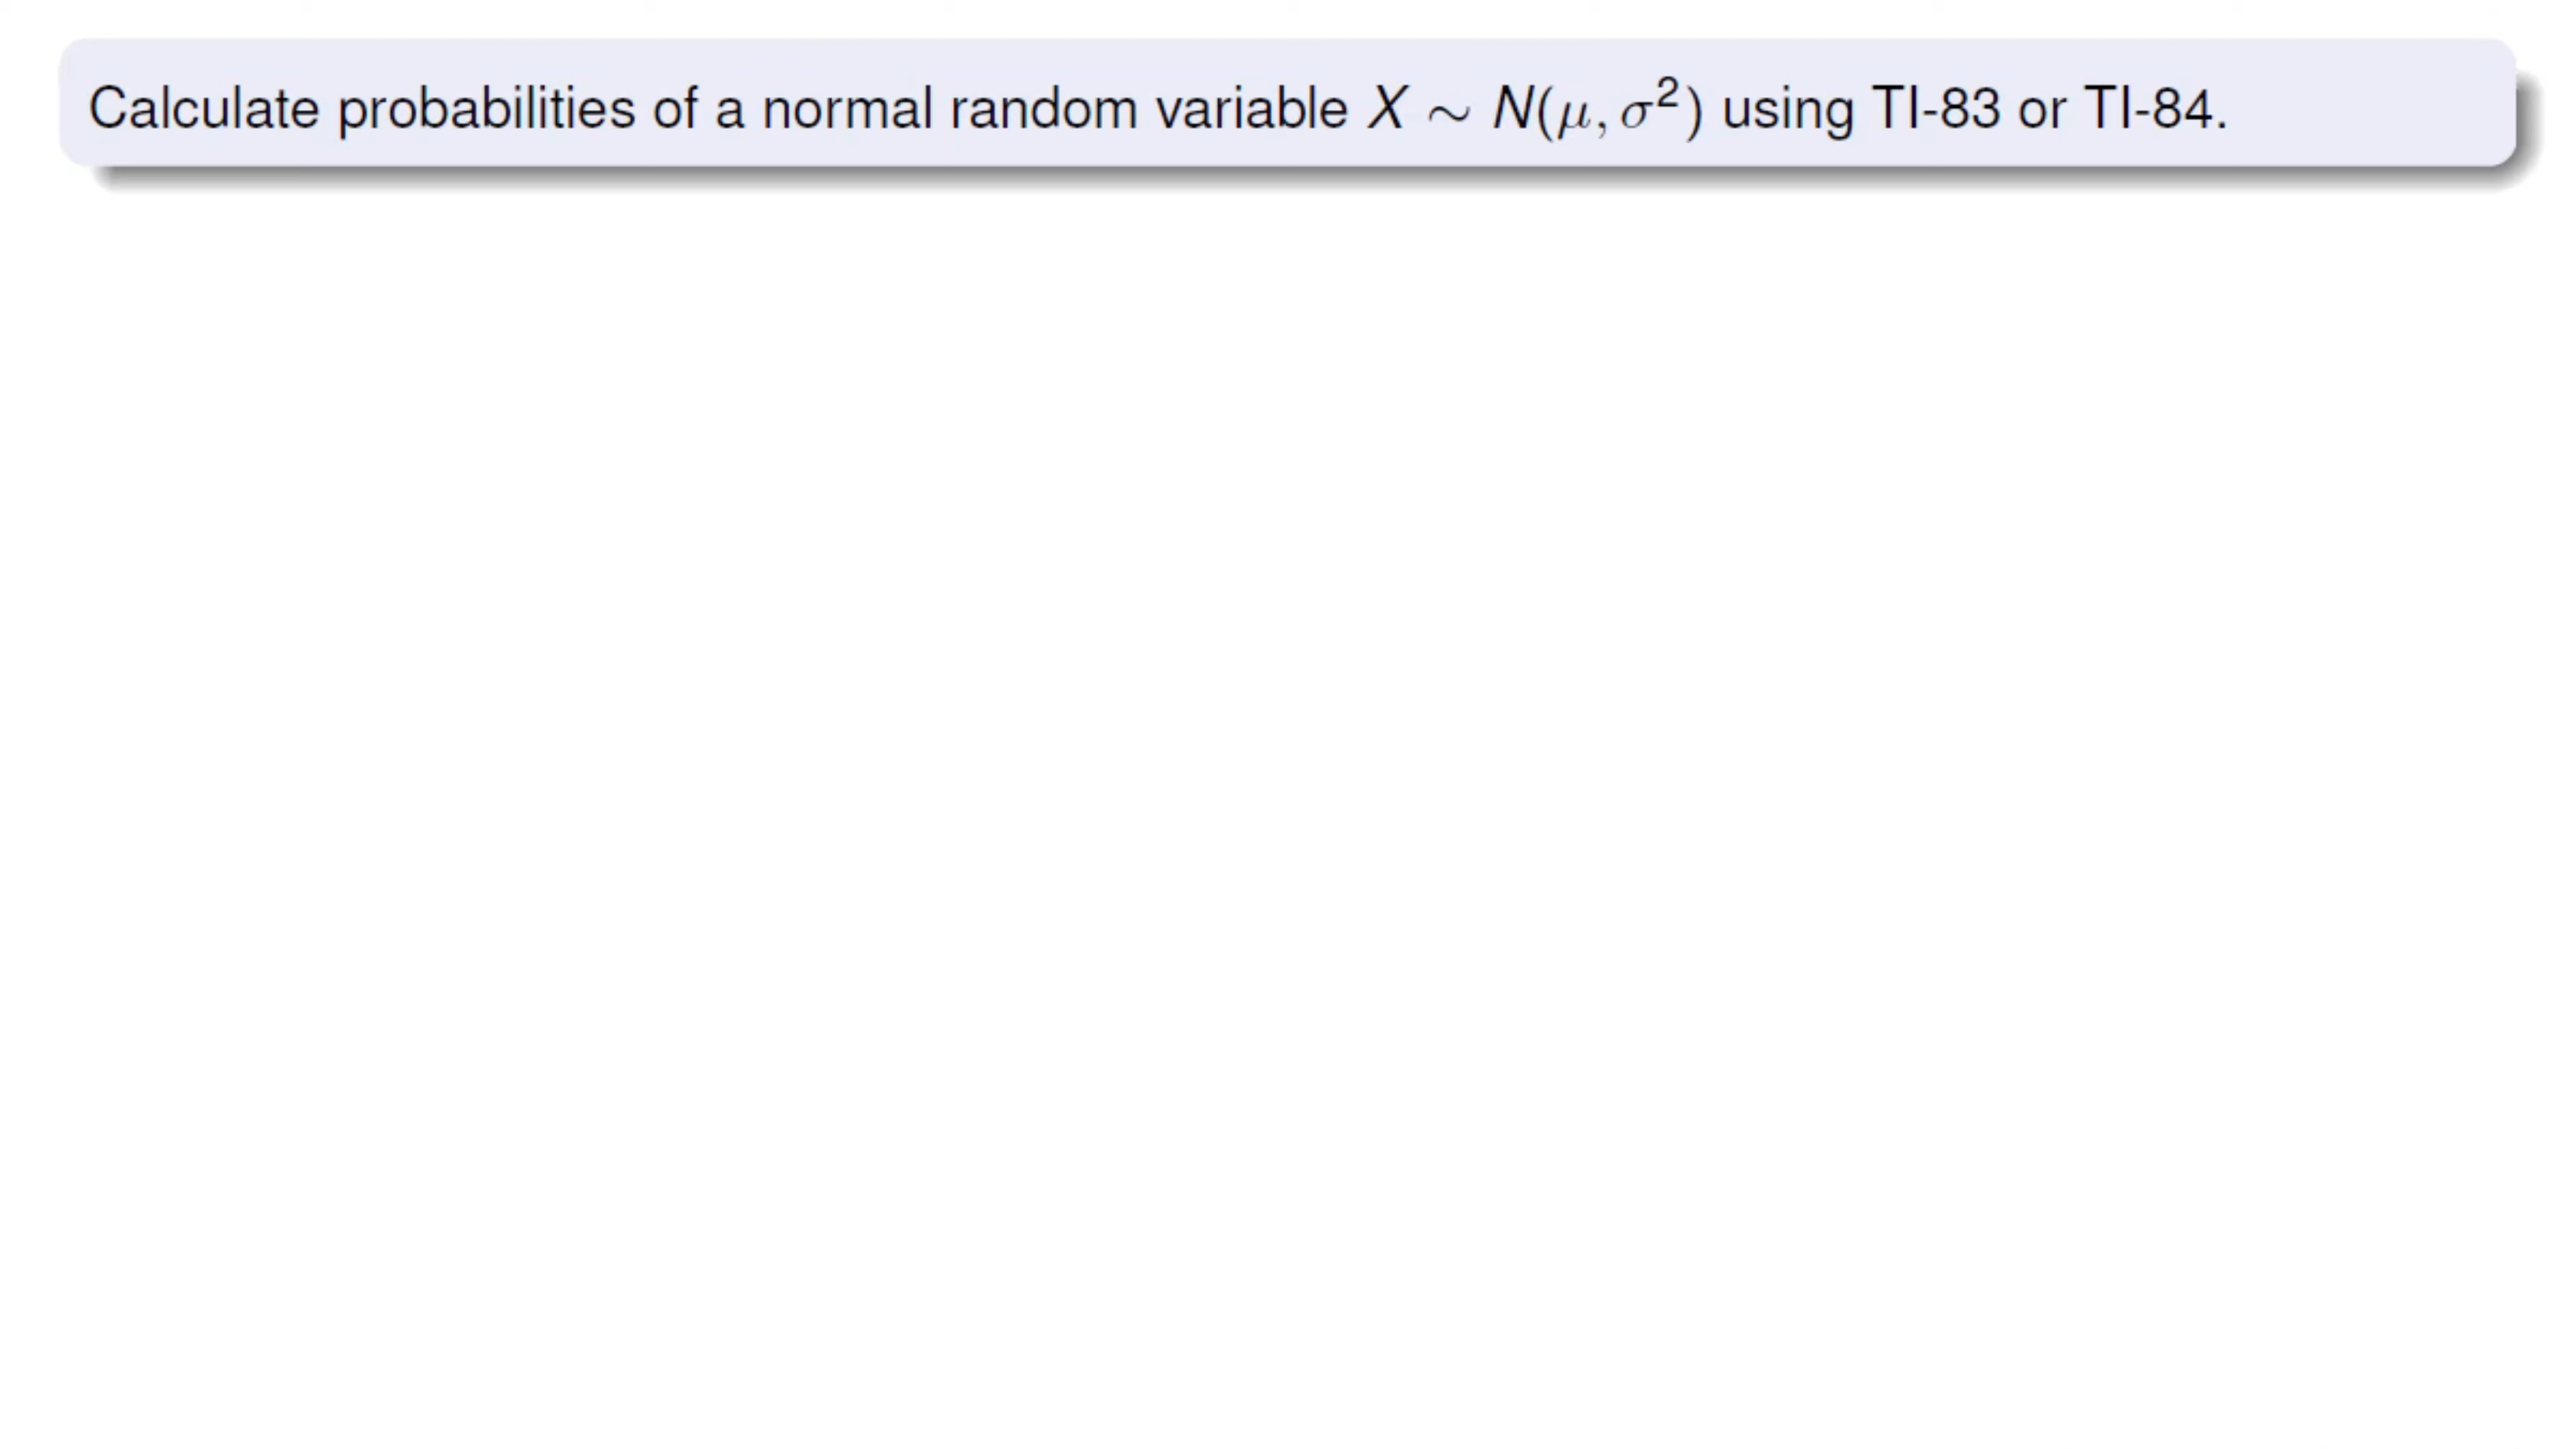 Calculate probabilities of a normal random variable X ∼ N(μ, σ²) using TI-83 or TI-84.